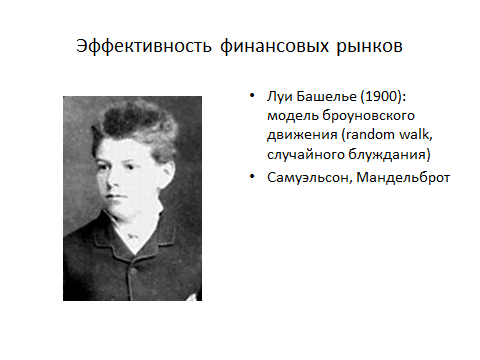 Эффективность финансовых рынков
• Луи Башелье (1900):
модель броуновского
движения (random walk,
случайного блуждания)
• Самуэльсон, Мандельброт